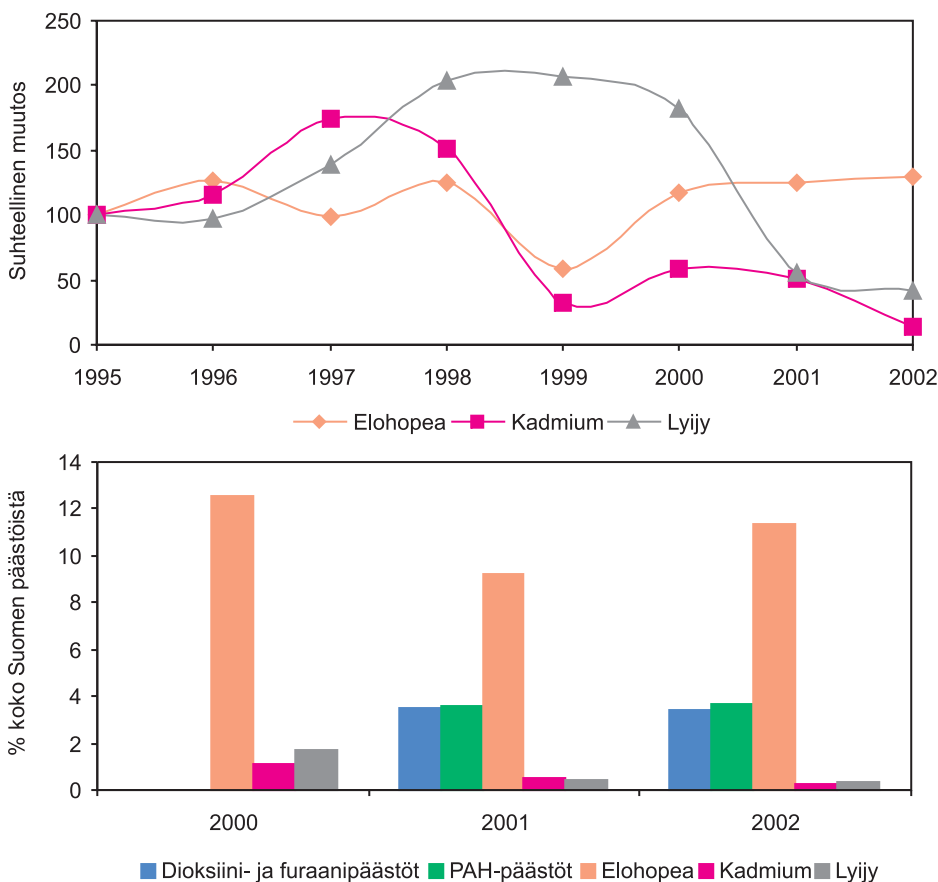 Suhteellinen muutos
250
200
150
100
50
0
1995 1996 1997 1998 1999 2000 2001 2002
Elohopea Kadmium Lyijy
% koko Suomen päästöistä
14
12
10
8
6
4
2
0
2000 2001 2002
Dioksiini- ja furaanipäästöt PAH-päästöt Elohopea Kadmium Lyijy